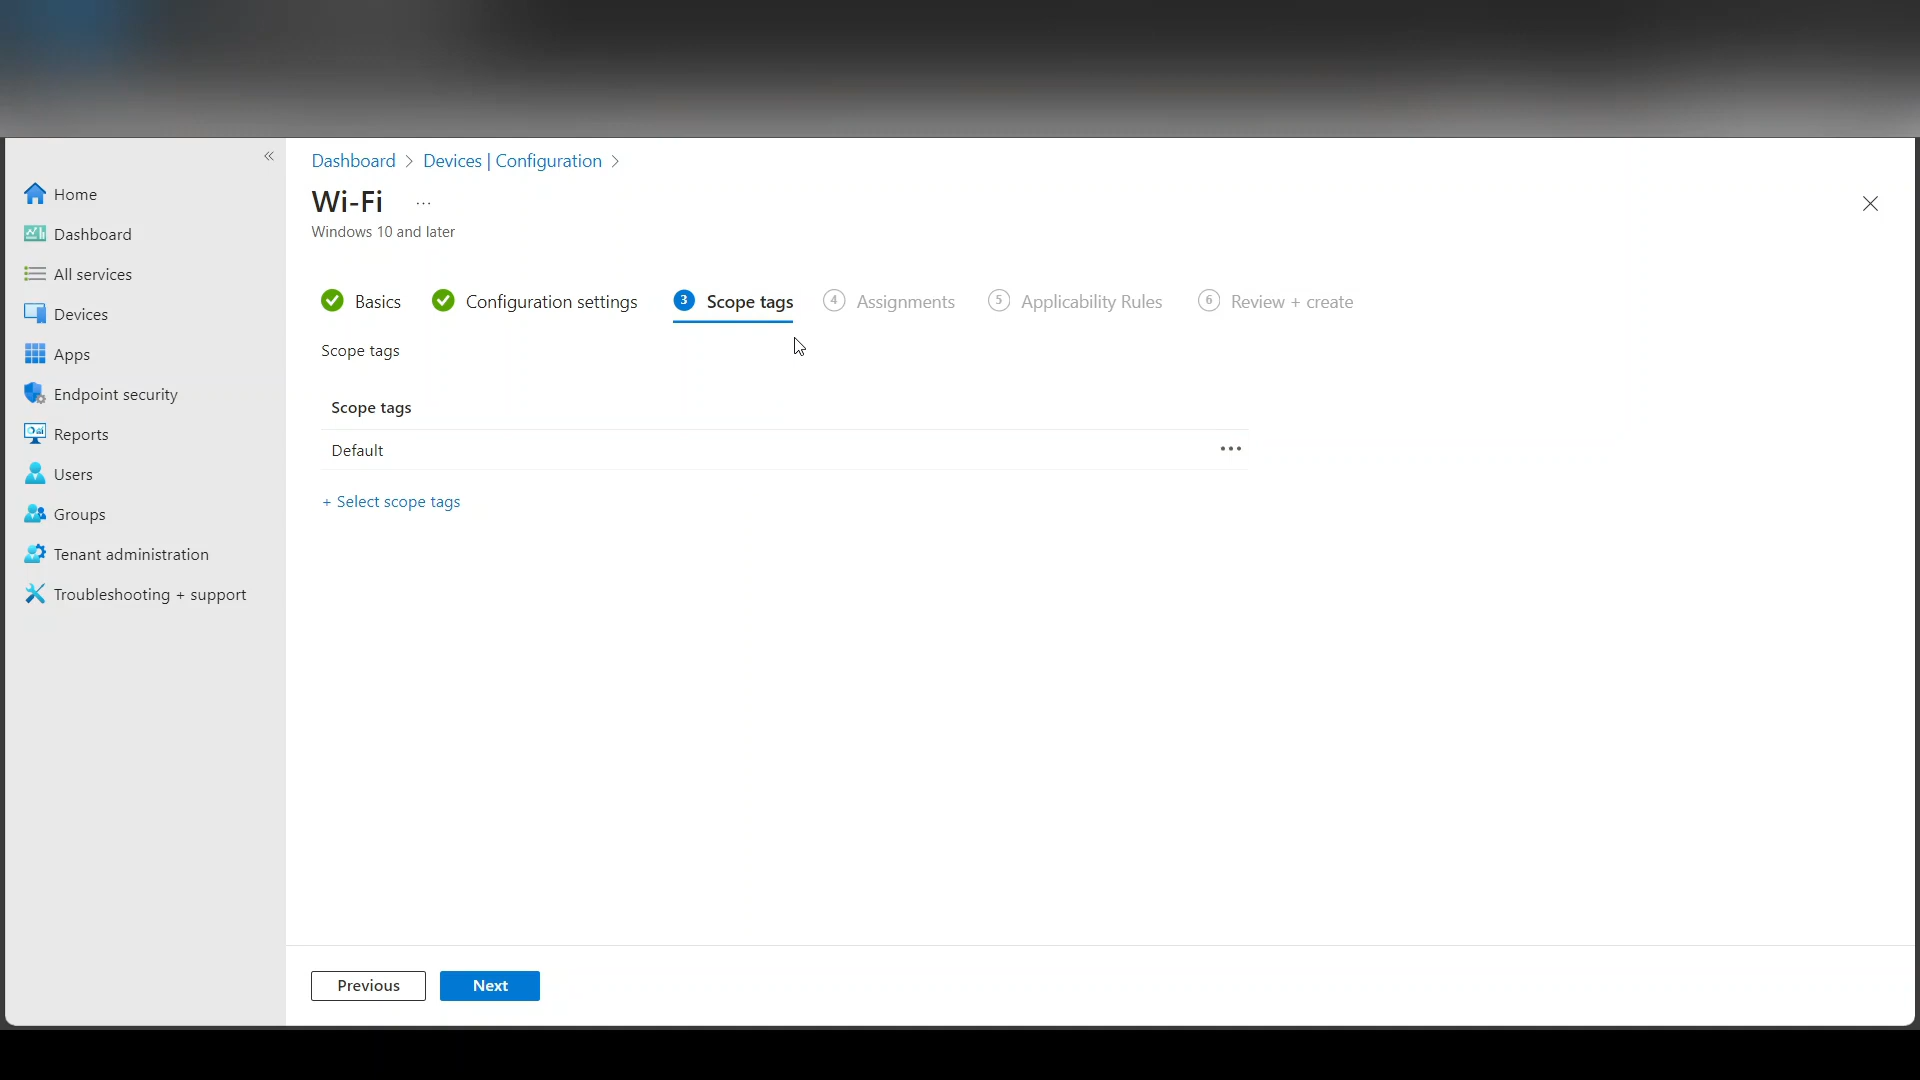 Dashboard > Devices | Configuration >
Wi-Fi ...
Windows 10 and later
Home
Dashboard
All services
Devices
Apps
Endpoint security
Reports
Users
Groups
Tenant administration
Troubleshooting + support
Basics
Configuration settings
3 Scope tags
4 Assignments
5 Applicability Rules
6 Review + create
Scope tags
Scope tags
Default
+ Select scope tags
Previous
Next